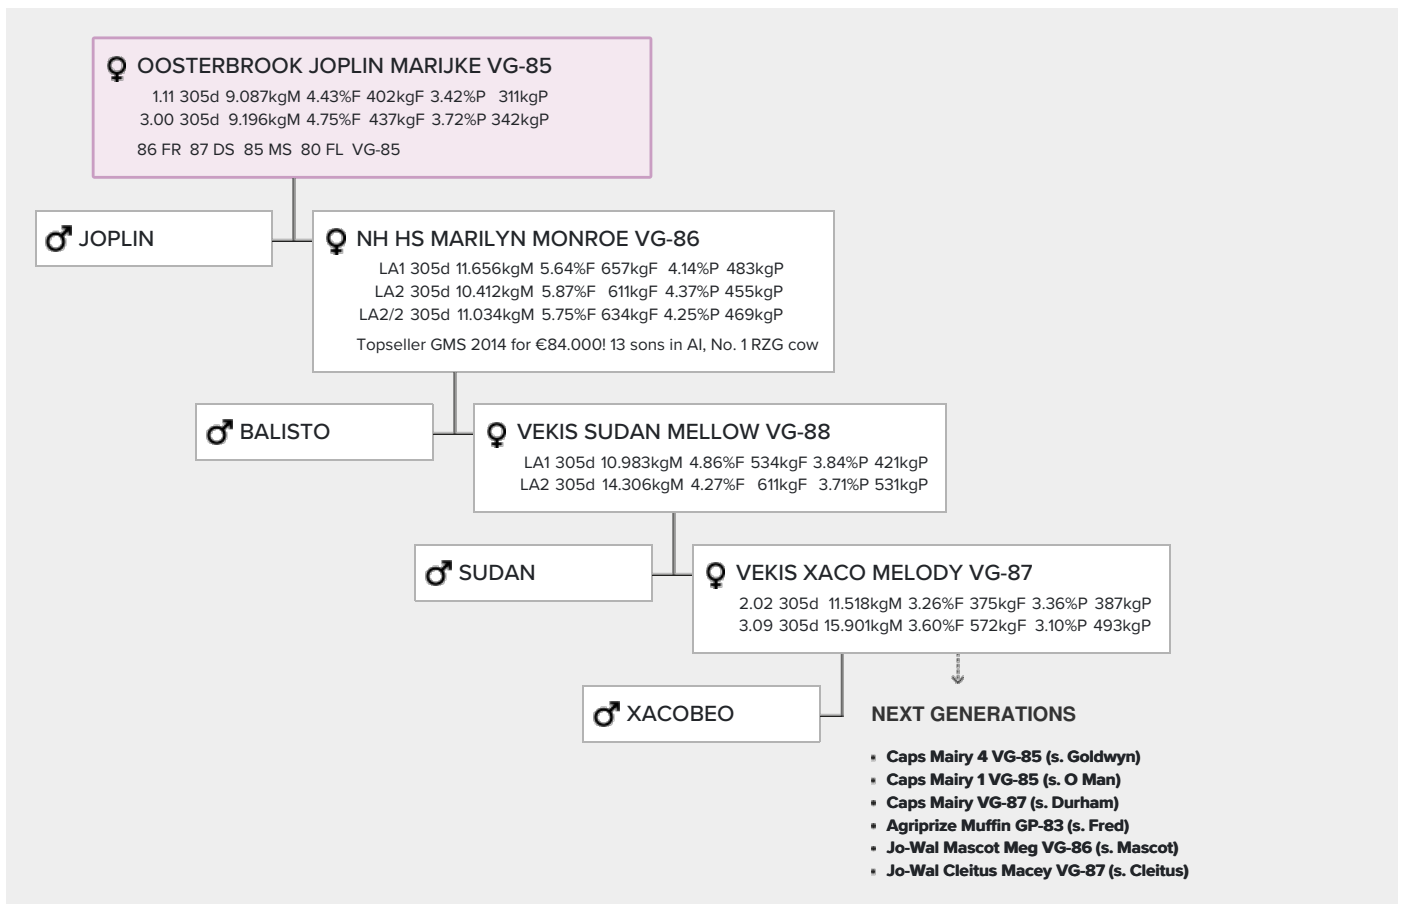 OOSTERBROOK JOPLIN MARIJKE VG-85
1.11 305d 9.087kgM 4.43%F 402kgF 3.42%P 311kgP
3.00 305d 9.196kgM 4.75%F 437kgF 3.72%P 342kgP
86 FR 87 DS 85 MS 80 FL VG-85
JOPLIN
NH HS MARILYN MONROE VG-86
LA1 305d 11.656kgM 5.64%F 657kgF 4.14%P 483kgP
LA2 305d 10.412kgM 5.87%F 611kgF 4.37%P 455kgP
LA2/2 305d 11.034kgM 5.75%F 634kgF 4.25%P 469kgP
Topseller GMS 2014 for €84.000! 13 sons in AI, No. 1 RZG cow
BALISTO
VEKIS SUDAN MELLOW VG-88
LA1 305d 10.983kgM 4.86%F 534kgF 3.84%P 421kgP
LA2 305d 14.306kgM 4.27%F 611kgF 3.71%P 531kgP
SUDAN
VEKIS XACO MELODY VG-87
2.02 305d 11.518kgM 3.26%F 375kgF 3.36%P 387kgP
3.09 305d 15.901kgM 3.60%F 572kgF 3.10%P 493kgP
XACOBEO
NEXT GENERATIONS
▪ Caps Mairy 4 VG-85 (s. Goldwyn)
▪ Caps Mairy 1 VG-85 (s. O Man)
▪ Caps Mairy VG-87 (s. Durham)
▪ Agriprize Muffin GP-83 (s. Fred)
▪ Jo-Wal Mascot Meg VG-86 (s. Mascot)
▪ Jo-Wal Cleitus Macey VG-87 (s. Cleitus)